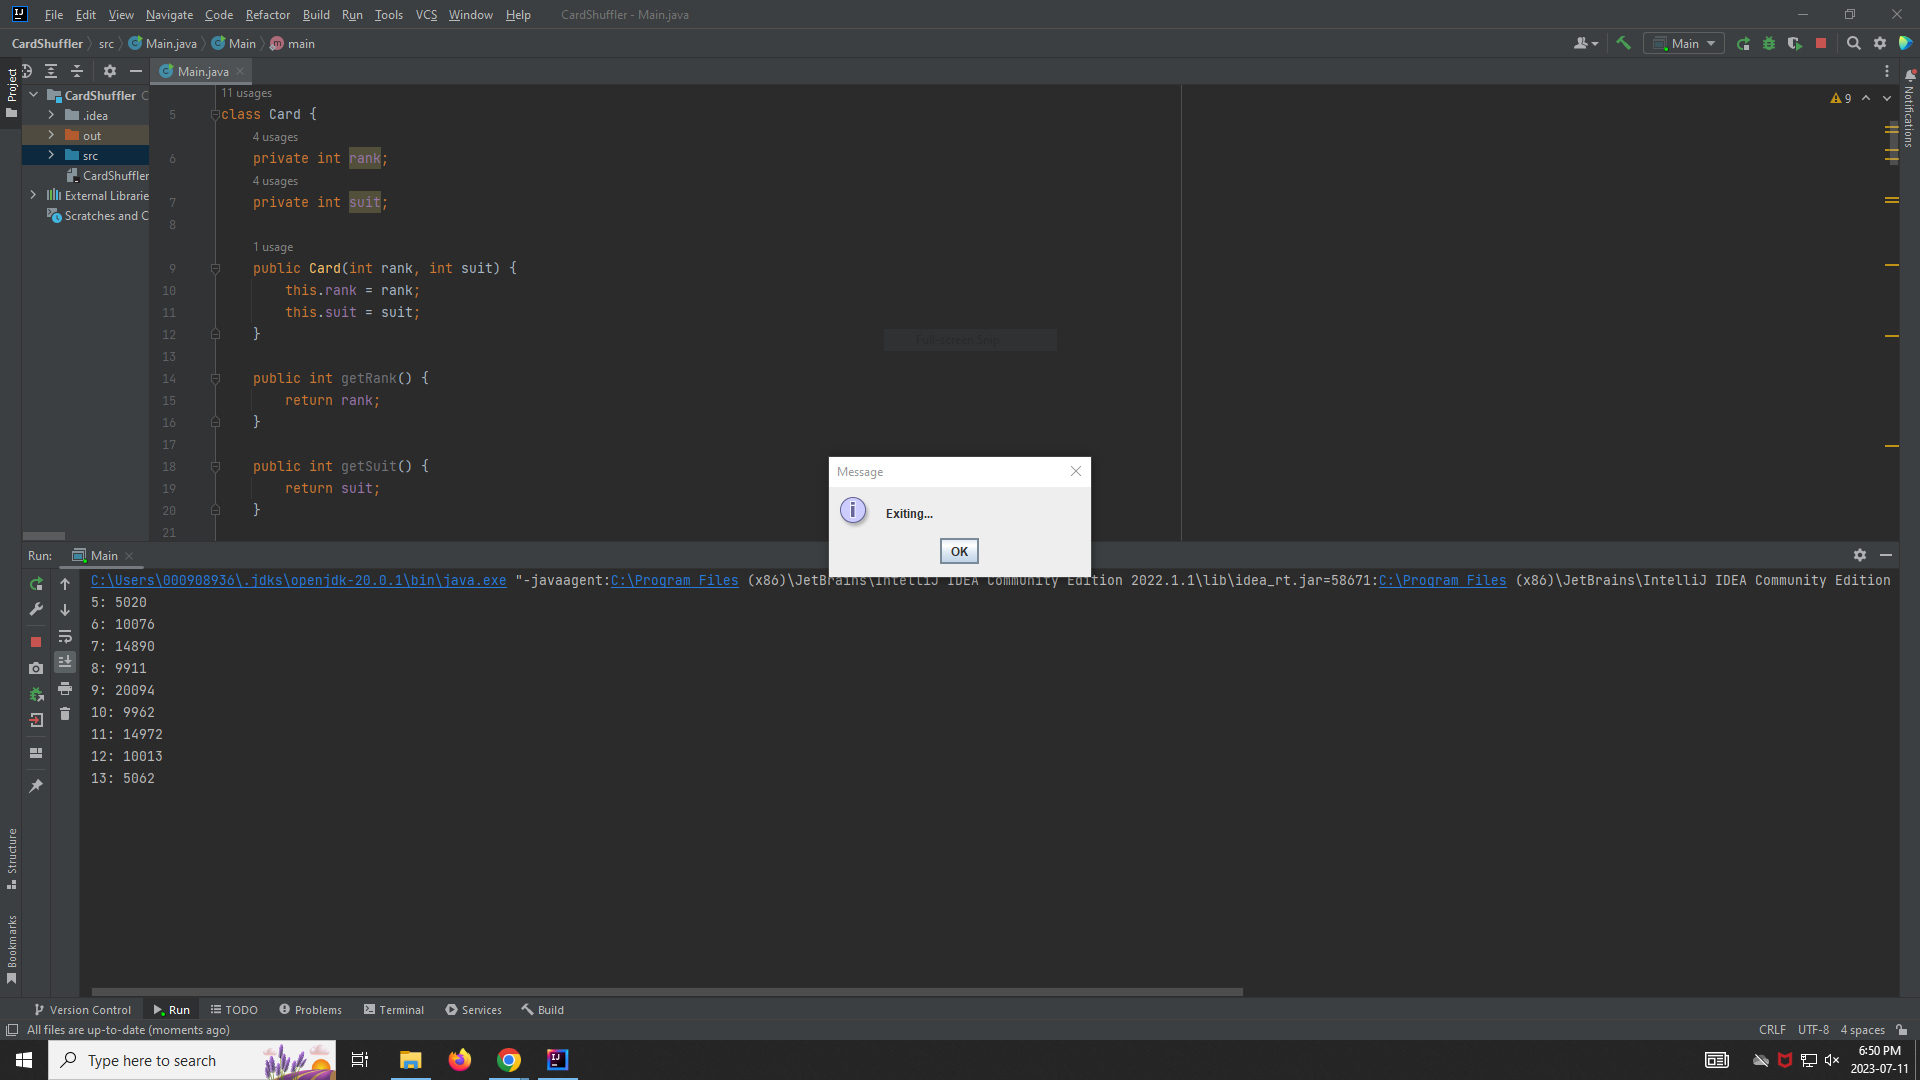 File Edit View Navigate Code Refactor Build Run Tools VCS Window Help CardShuffler - Main.java
CardShuffler src Main.java Main main
Main
Project
Main.java
Notifications
CardShuffler C
.idea
out
src
CardShuffler
External Librarie
Scratches and C
9
11 usages
5 class Card {
4 usages
6 private int rank;
4 usages
7 private int suit;
8
1 usage
9 public Card(int rank, int suit) {
10 this.rank = rank;
11 this.suit = suit;
12 }
13
14 public int getRank() {
15 return rank;
16 }
17
18 public int getSuit() {
19 return suit;
20 }
21
Full-screen Snip
Message
Exiting...
OK
Run: Main
C:\Users\000908936\.jdks\openjdk-20.0.1\bin\java.exe "-javaagent:C:\Program Files (x86)\JetBrains\IntelliJ IDEA Community Edition 2022.1.1\lib\idea_rt.jar=58671:C:\Program Files (x86)\JetBrains\IntelliJ IDEA Community Edition
5: 5020
6: 10076
7: 14890
8: 9911
9: 20094
10: 9962
11: 14972
12: 10013
13: 5062
Structure
Bookmarks
Version Control Run TODO Problems Terminal Services Build
All files are up-to-date (moments ago)
CRLF UTF-8 4 spaces
Type here to search
6:50 PM
2023-07-11